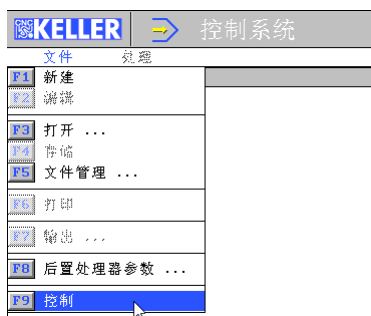 KELLER 控制系统
文件 处理
F1 新建
F2 编辑
F3 打开 ...
F4 存储
F5 文件管理 ...
F6 打印
F7 输出 ...
F8 后置处理器参数 ...
F9 控制